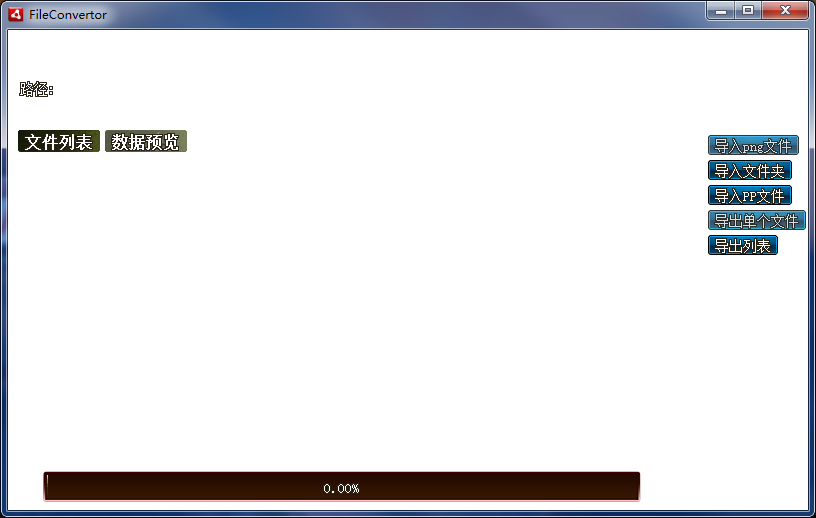 FileConvertor
路径:
文件列表 数据预览
导入png文件
导入文件夹
导入PP文件
导出单个文件
导出列表
0.00%